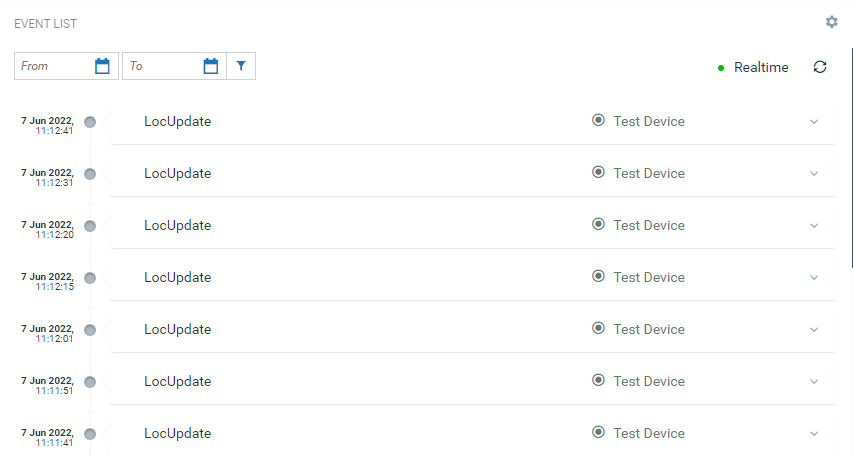 EVENT LIST
From To
Realtime
7 Jun 2022, LocUpdate Test Device
11:12:41
7 Jun 2022, LocUpdate Test Device
11:12:31
7 Jun 2022, LocUpdate Test Device
11:12:20
7 Jun 2022, LocUpdate Test Device
11:12:15
7 Jun 2022, LocUpdate Test Device
11:12:01
7 Jun 2022, LocUpdate Test Device
11:11:51
7 Jun 2022, LocUpdate Test Device
11:11:41